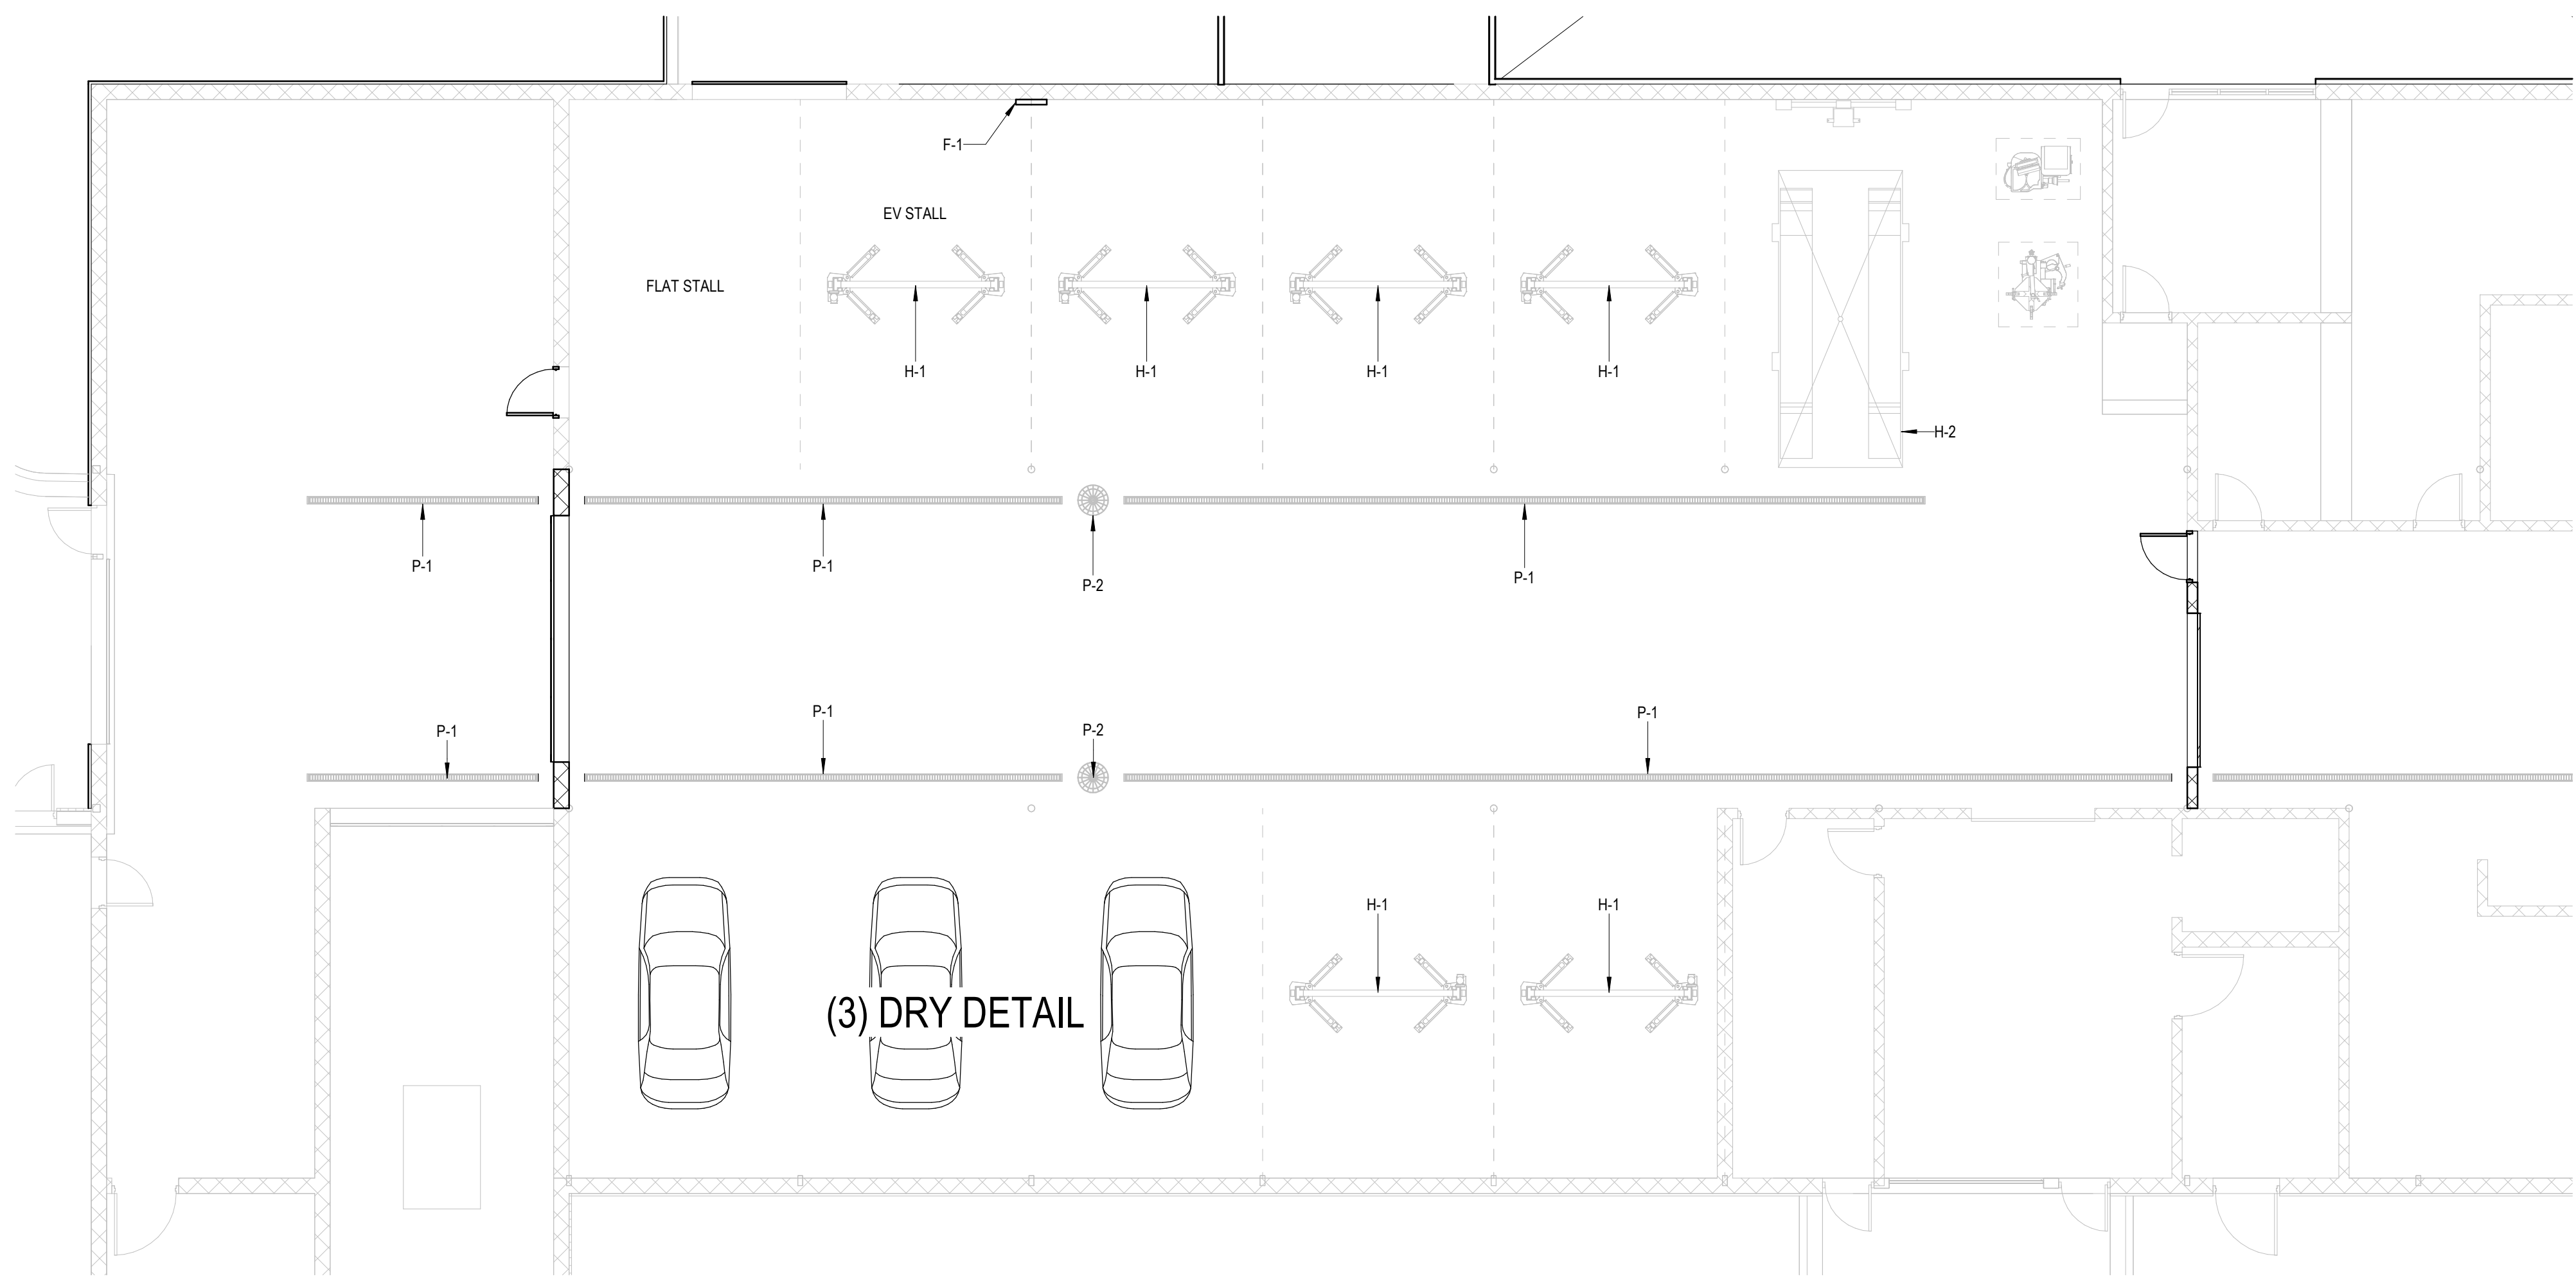 F-1
EV STALL
FLAT STALL
H-1
H-1
H-1
H-1
H-2
P-1
P-1
P-2
P-1
P-1
P-1
P-2
P-1
H-1
H-1
(3) DRY DETAIL